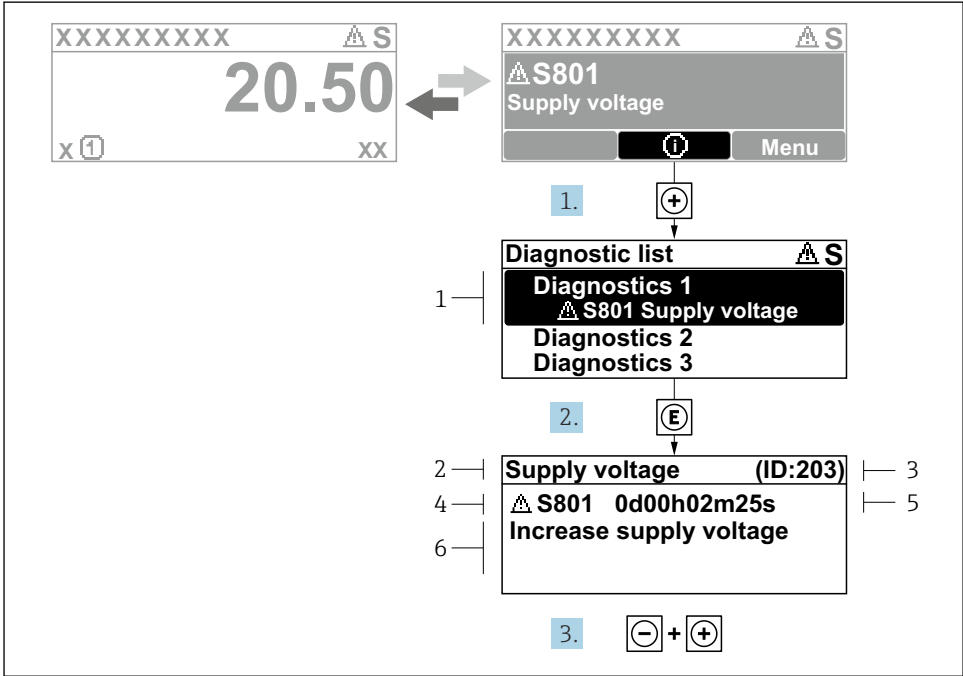 XXXXXXXXX ⚠ S
20.50
x ① XX
XXXXXXXXX ⚠ S
⚠ S801
Supply voltage
ⓘ Menu
1. +
Diagnostic list ⚠ S
1
Diagnostics 1
⚠ S801 Supply voltage
Diagnostics 2
Diagnostics 3
2. E
2 Supply voltage (ID:203) 3
4 ⚠ S801 0d00h02m25s 5
6 Increase supply voltage
3. - + +